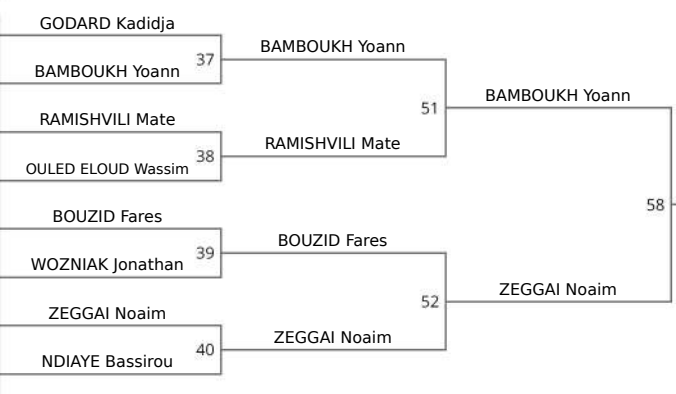 GODARD Kadidja
37
BAMBOUKH Yoann
BAMBOUKH Yoann
51
RAMISHVILI Mate
38
OULED ELOUD Wassim
RAMISHVILI Mate
BAMBOUKH Yoann
58
BOUZID Fares
39
WOZNIAK Jonathan
BOUZID Fares
52
ZEGGAI Noaim
40
NDIAYE Bassirou
ZEGGAI Noaim
ZEGGAI Noaim